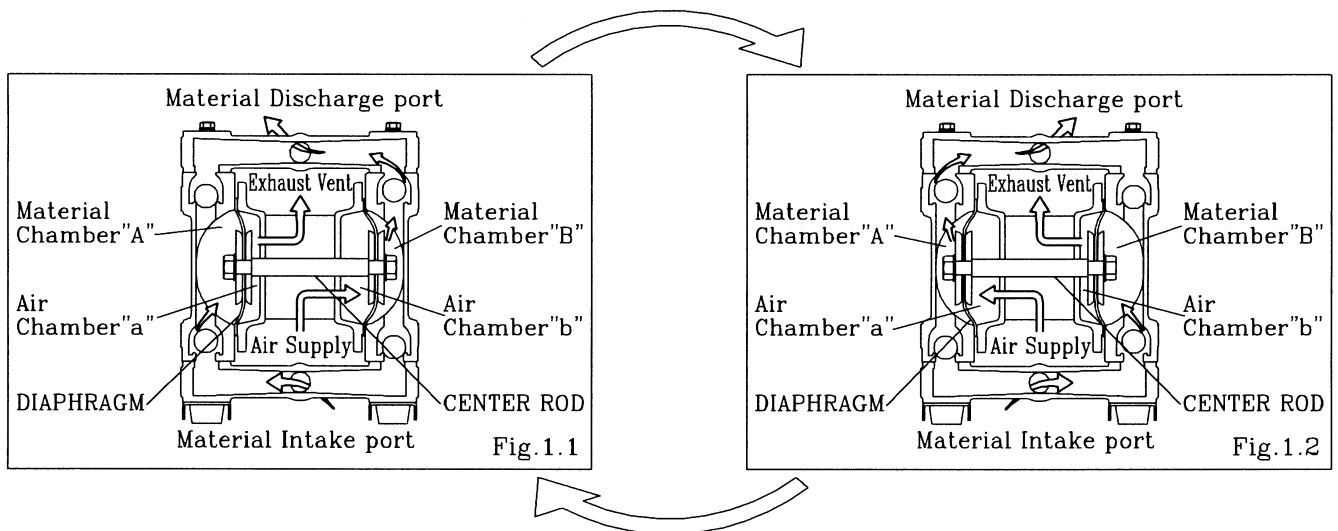 Material Discharge port
Exhaust Vent
Material
Chamber"A"
Material
Chamber"B"
Air
Chamber"a"
Air
Chamber"b"
Air Supply
DIAPHRAGM
CENTER ROD
Material Intake port
Fig.1.1
Material Discharge port
Exhaust Vent
Material
Chamber"A"
Material
Chamber"B"
Air
Chamber"a"
Air
Chamber"b"
Air Supply
DIAPHRAGM
CENTER ROD
Material Intake port
Fig.1.2